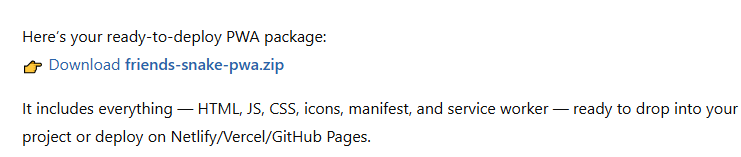 Here’s your ready-to-deploy PWA package:
👉 Download friends-snake-pwa.zip
It includes everything — HTML, JS, CSS, icons, manifest, and service worker — ready to drop into your
project or deploy on Netlify/Vercel/GitHub Pages.